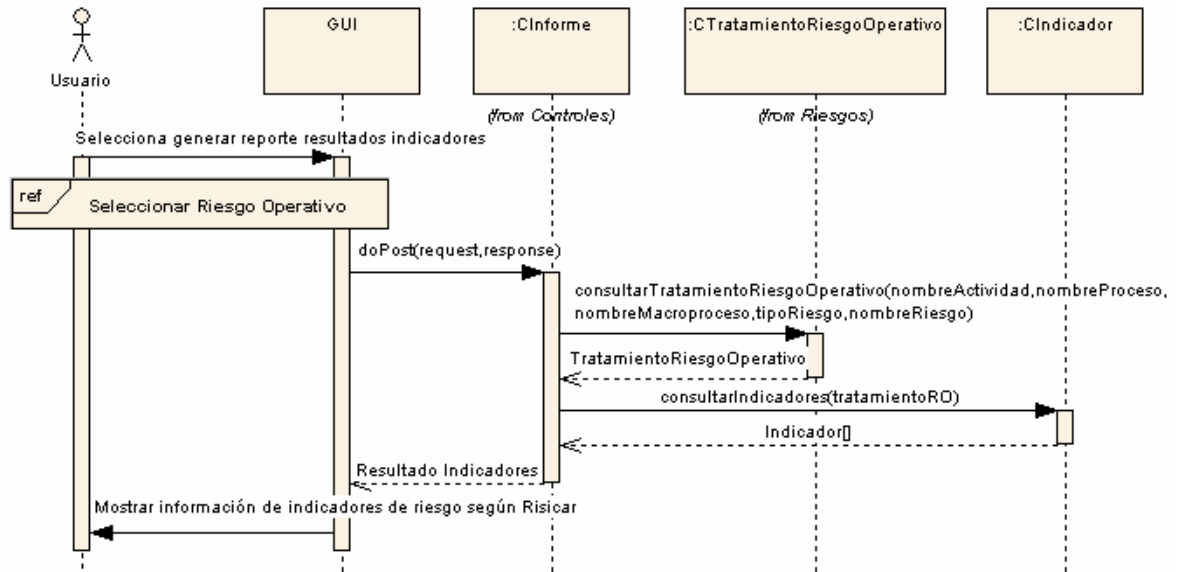 GUI
:CInforme
:CTratamientoRiesgoOperativo
:CIndicador
Usuario
(from Controles)
(from Riesgos)
Selecciona generar reporte resultados indicadores
ref
Seleccionar Riesgo Operativo
doPost(request,response)
consultarTratamientoRiesgoOperativo(nombreActividad,nombreProceso,
nombreMacroproceso,tipoRiesgo,nombreRiesgo)
TratamientoRiesgoOperativo
consultarIndicadores(tratamientoRO)
Indicador[]
Resultado Indicadores
Mostrar información de indicadores de riesgo según Risicar